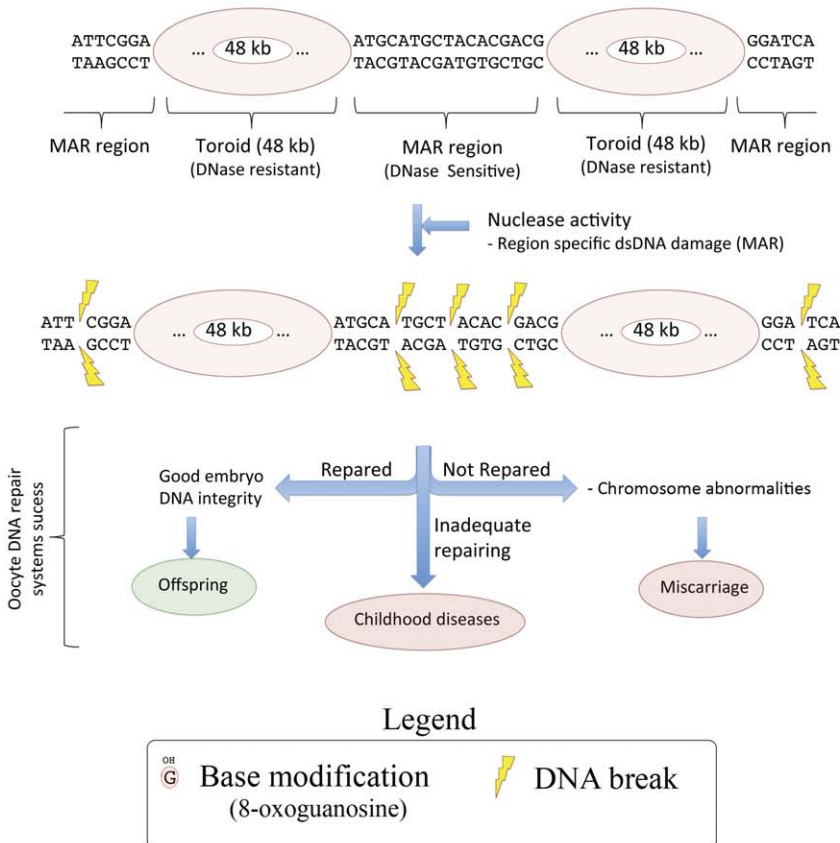 ATTCGGA ... 48 kb ... ATGCATGCTACACGACG ... 48 kb ... GGATCA
TAAGCCT TACGTACGATGTGCTGC CCTAGT
MAR region Toroid (48 kb) MAR region Toroid (48 kb) MAR region
(DNase resistant) (DNase Sensitive) (DNase resistant)
Nuclease activity
- Region specific dsDNA damage (MAR)
ATT CGGA ... 48 kb ... ATGCA TGCT ACAC GACG ... 48 kb ... GGA TCA
TAA GCCT TACGT ACGA TGTG CTGC CCT AGT
Oocyte DNA repair
systems sucess
Good embryo
DNA integrity
Repared
Not Repared
- Chromosome abnormalities
Inadequate
repairing
Offspring
Childhood diseases
Miscarriage
Legend
OH
G Base modification
(8-oxoguanosine)
DNA break